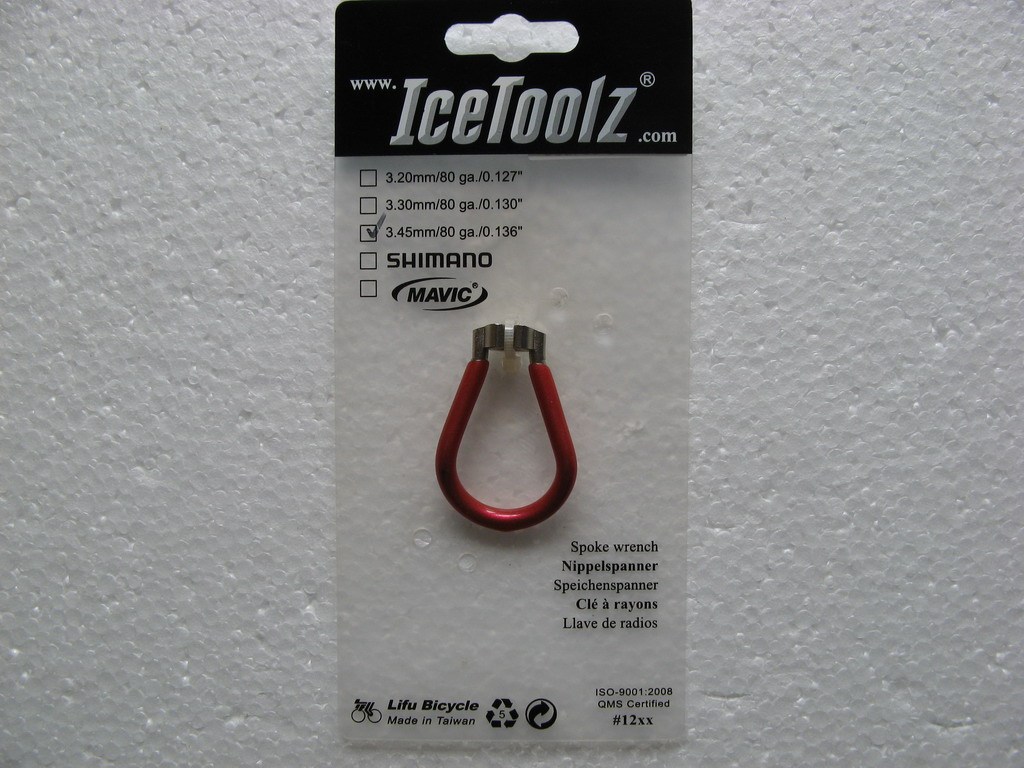 www. IceToolz® .com
3.20mm/80 ga./0.127"
3.30mm/80 ga./0.130"
3.45mm/80 ga./0.136"
SHIMANO
MAVIC®
Spoke wrench
Nippelspanner
Speichenspanner
Clé à rayons
Llave de radios
Lifu Bicycle
Made in Taiwan
5
ISO-9001:2008
QMS Certified
#12xx